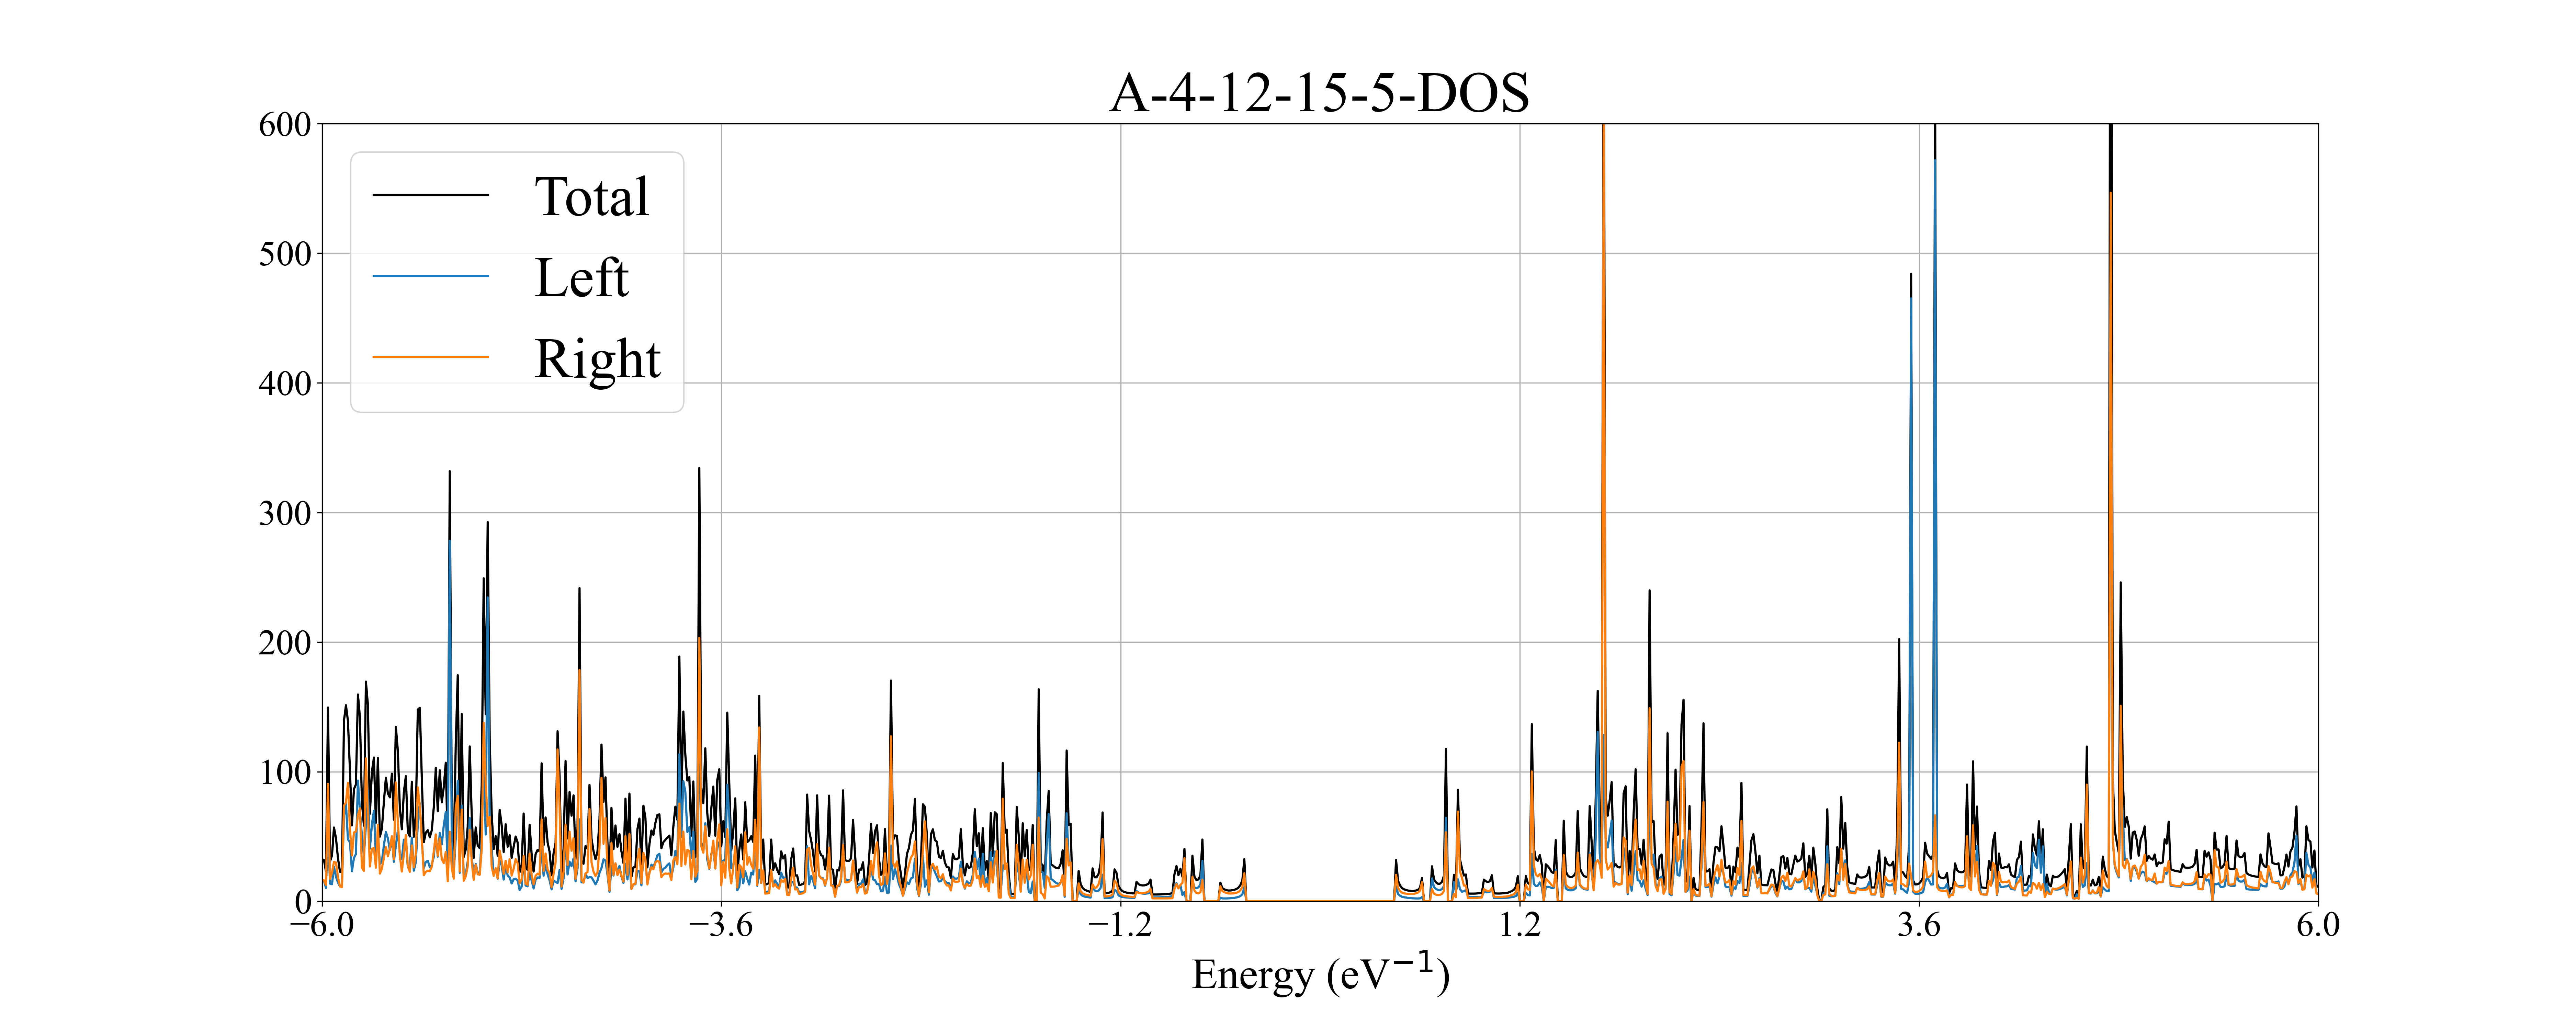 A-4-12-15-5-DOS
600
500
400
300
200
100
0
Total
Left
Right
−6.0 −3.6 −1.2 1.2 3.6 6.0
Energy (eV⁻¹)